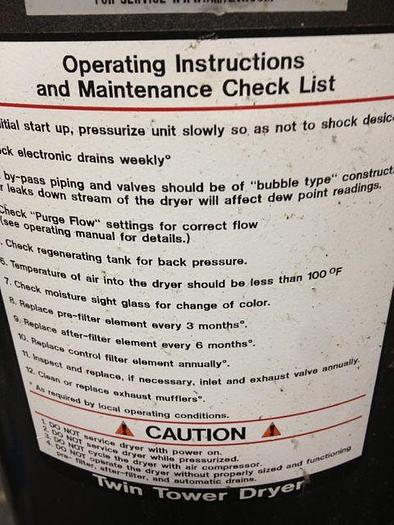 FOR SERVICE
Operating Instructions
and Maintenance Check List
itial start up, pressurize unit slowly so as not to shock desic
ck electronic drains weekly°
by-pass piping and valves should be of "bubble type" construct
r leaks down stream of the dryer will affect dew point readings.
Check "Purge Flow" settings for correct flow
(see operating manual for details.)
. Check regenerating tank for back pressure.
6. Temperature of air into the dryer should be less than 100 °F
7. Check moisture sight glass for change of color.
8. Replace pre-filter element every 3 months°.
9. Replace after-filter element every 6 months°.
10. Replace control filter element annually°.
11. Inspect and replace, if necessary, inlet and exhaust valve annually.
12. Clean or replace exhaust mufflers°.
° As required by local operating conditions.
CAUTION
1. DO NOT service dryer with power on.
2. DO NOT service dryer while pressurized.
3. DO NOT cycle the dryer with air compressor.
4. DO NOT operate the dryer without properly sized and functioning
pre-filter, after-filter, and automatic drains.
Twin Tower Dryer